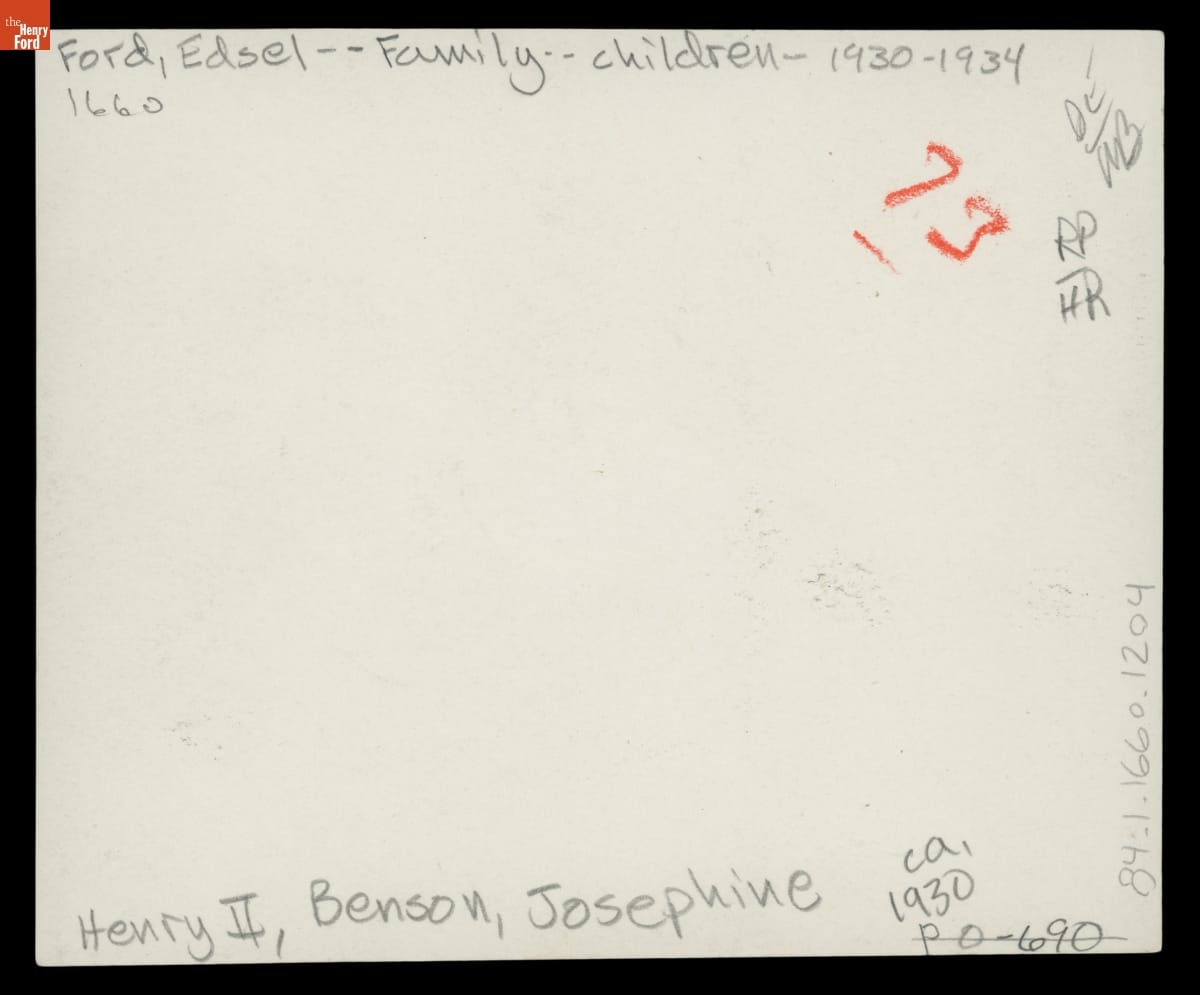 the
Henry
Ford
Ford, Edsel -- Family -- children - 1930-1934
1660
84.1.1660.1204
Henry II, Benson, Josephine
ca.
1930
P O-690